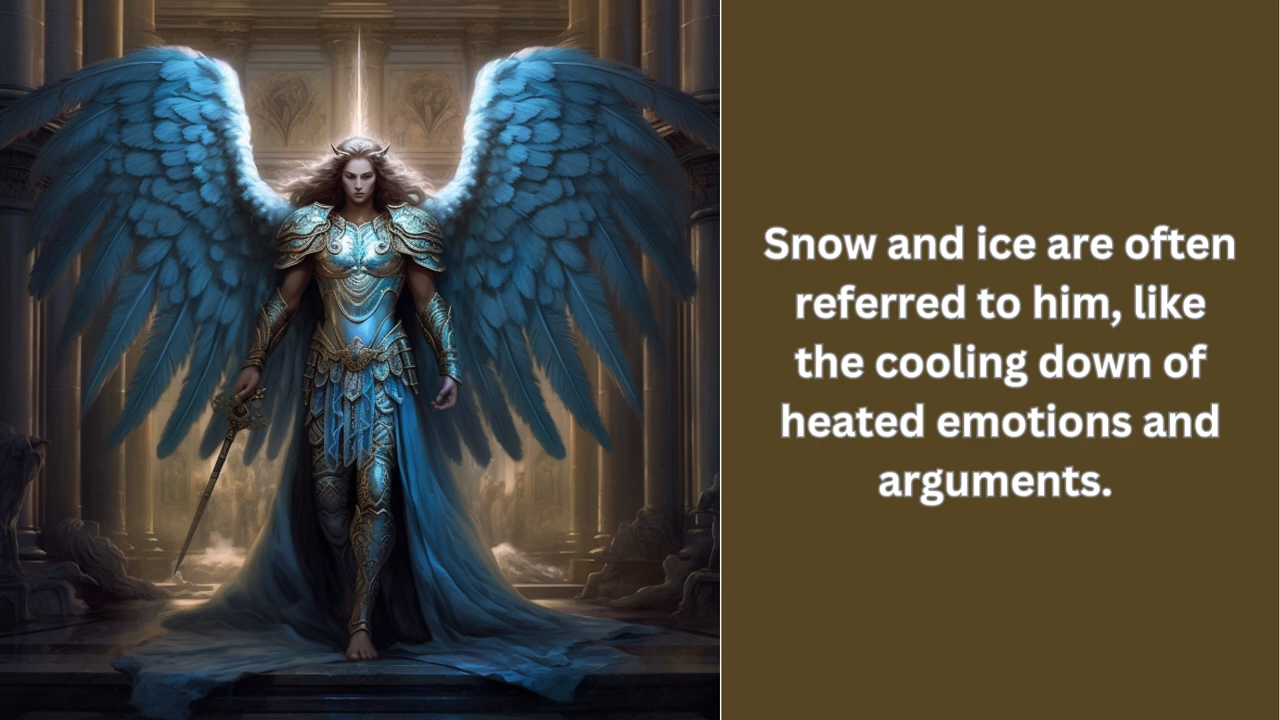 Snow and ice are often
referred to him, like
the cooling down of
heated emotions and
arguments.